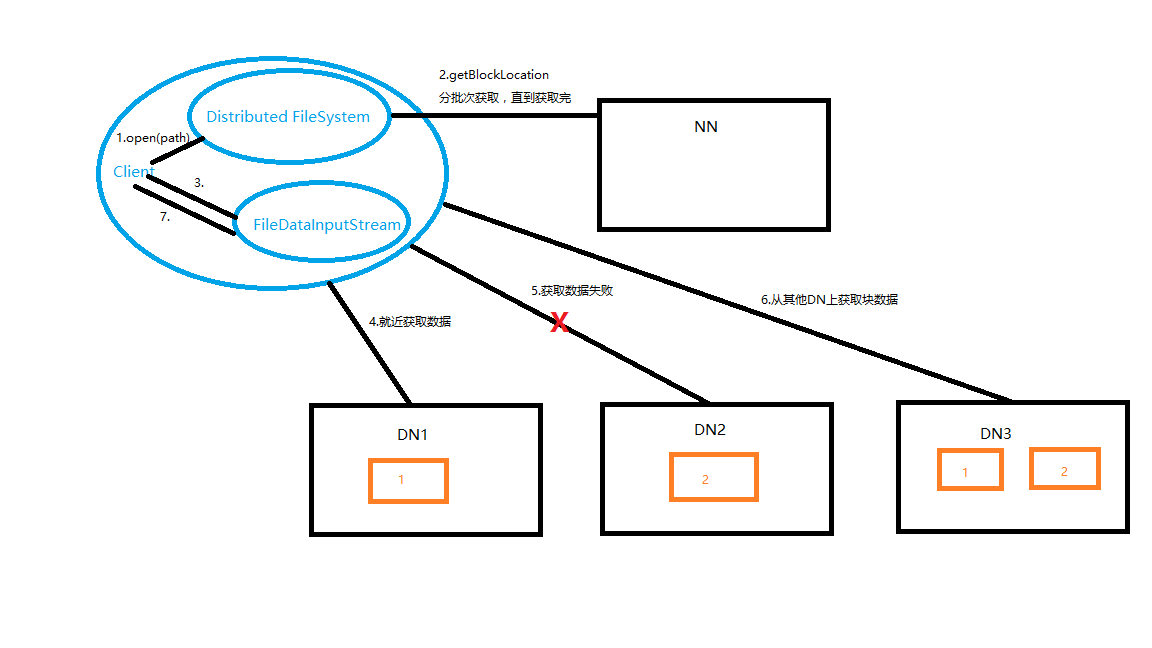 2.getBlockLocation
分批次获取，直到获取完
Distributed FileSystem
NN
1.open(path)
Client
3.
7.
FileDataInputStream
5.获取数据失败
6.从其他DN上获取块数据
4.就近获取数据
X
DN1
1
DN2
2
DN3
1
2